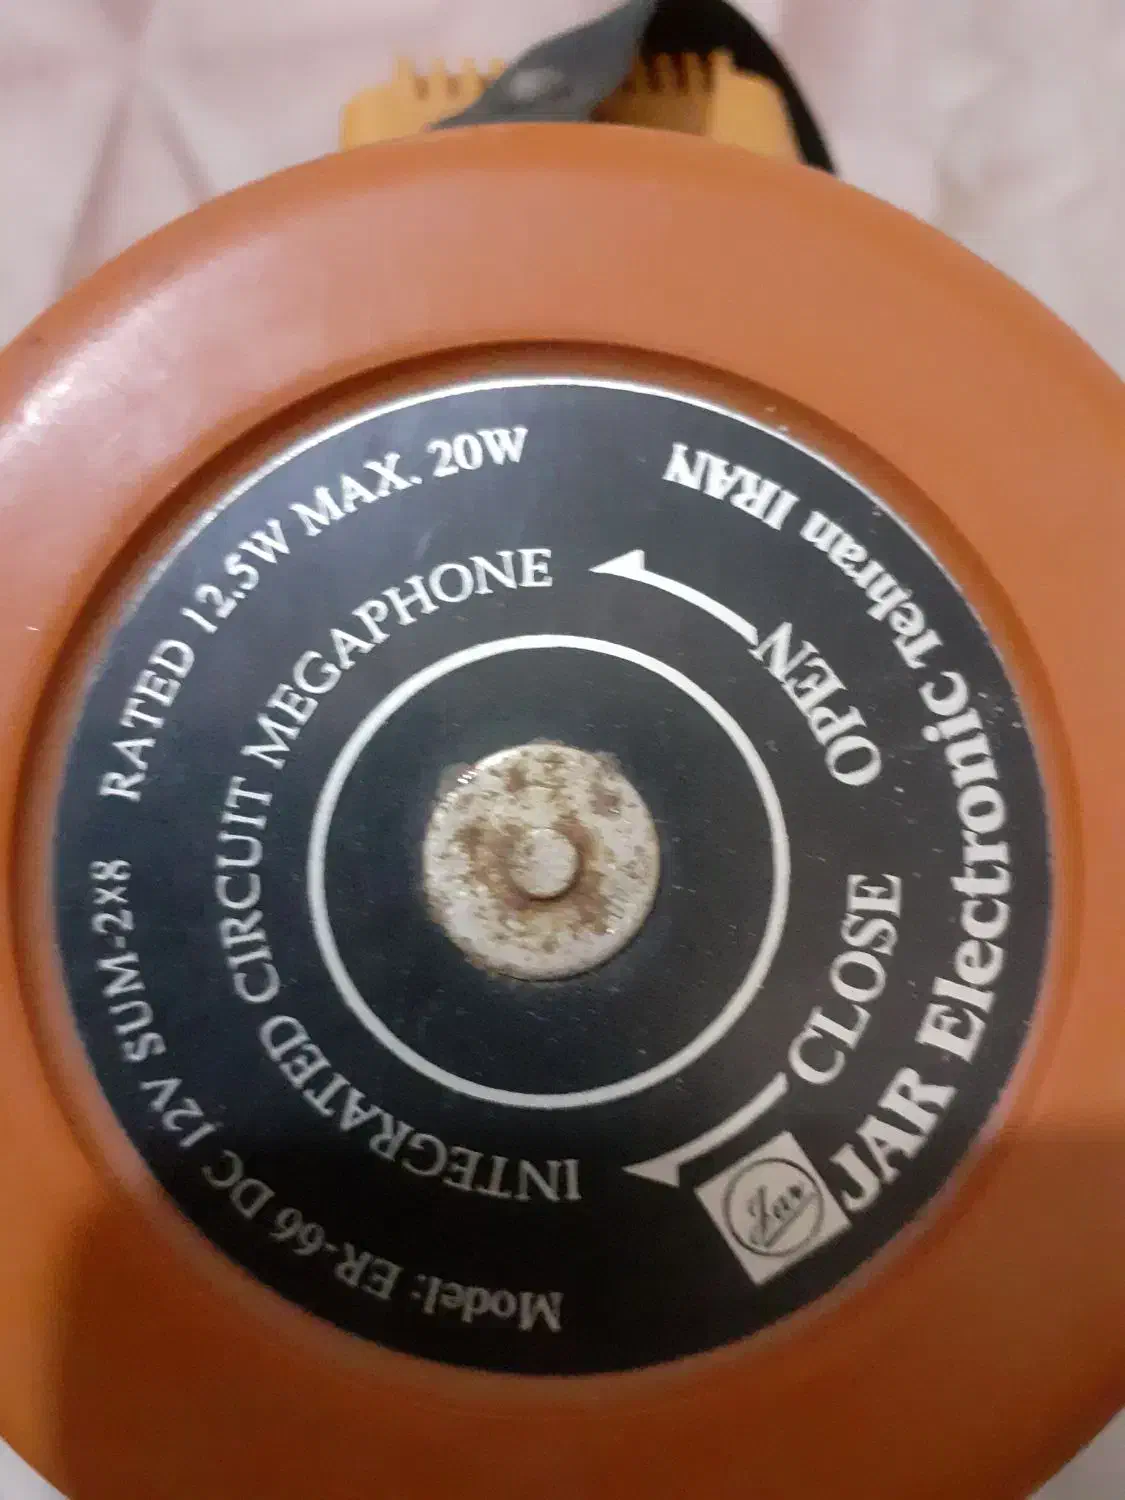 Model: ER-66 DC 12V SUM-2X8 RATED 12.5W MAX. 20W
INTEGRATED CIRCUIT MEGAPHONE
OPEN
CLOSE
Jar
JAR Electronic Tehran IRAN